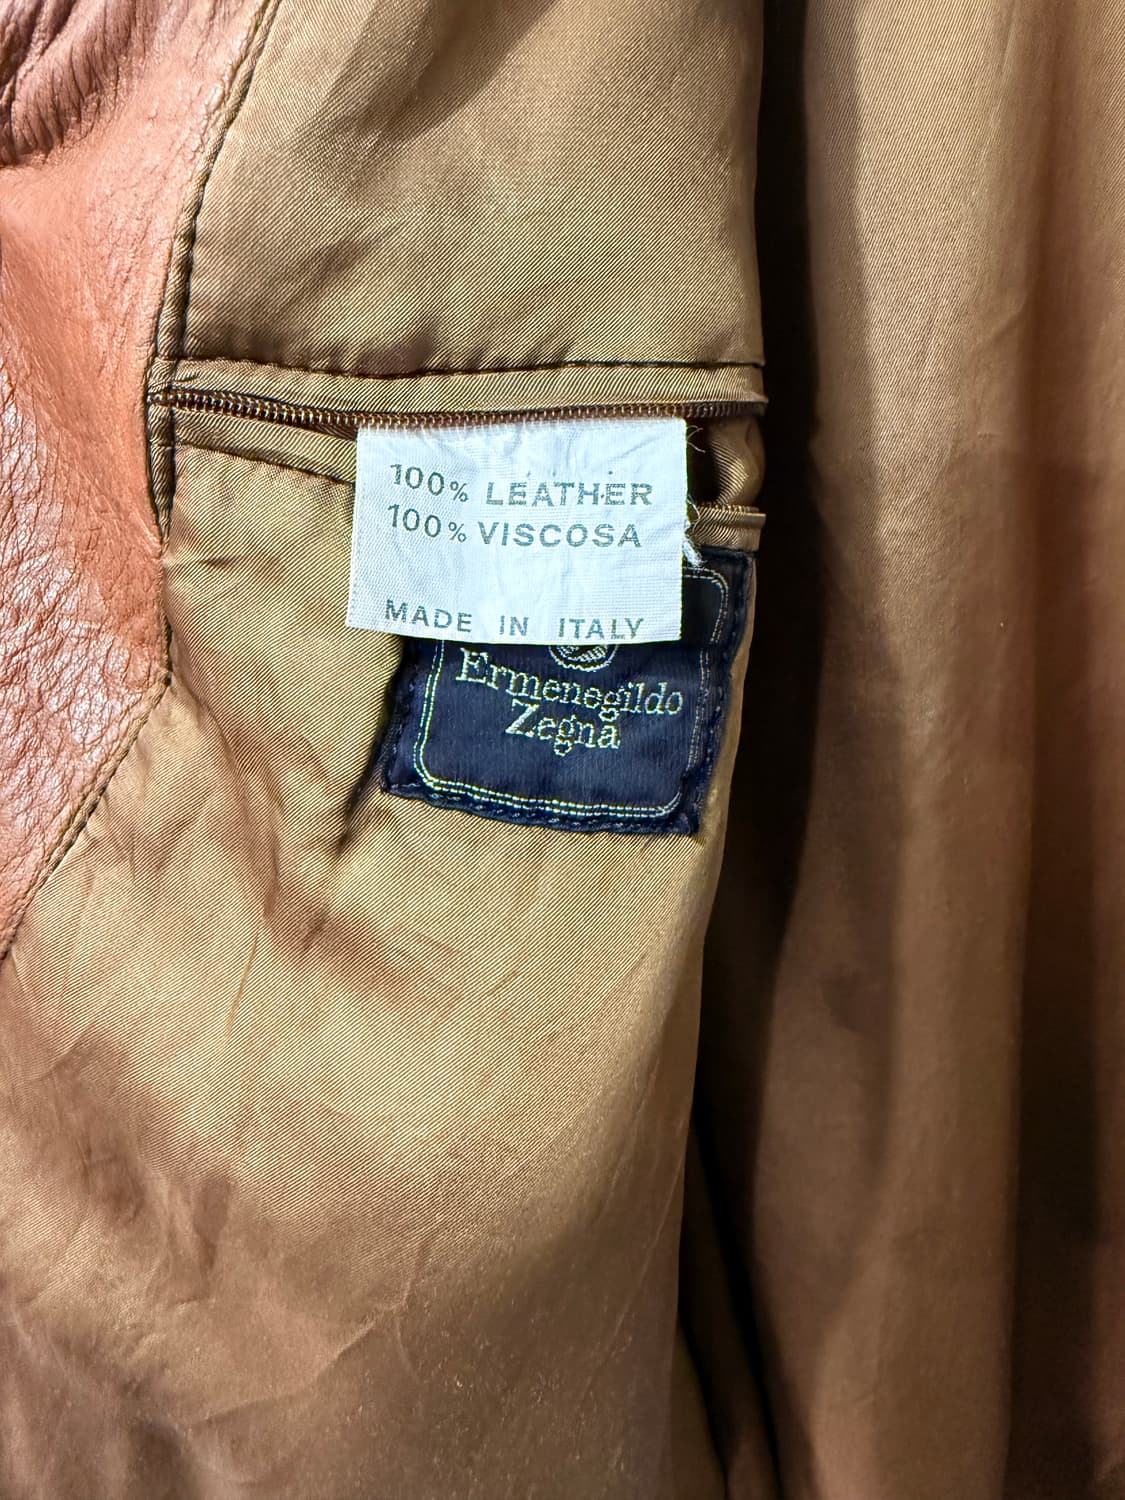 100% LEATHER
100% VISCOSA
MADE IN ITALY
Ermenegildo
Zegna